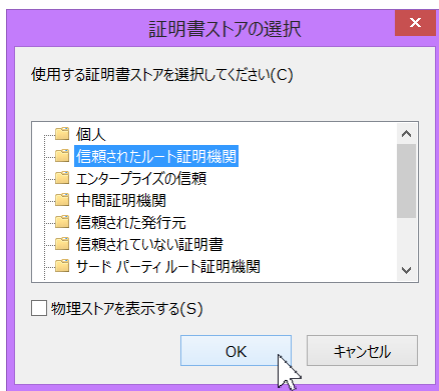 証明書ストアの選択
使用する証明書ストアを選択してください(C)
個人
信頼されたルート証明機関
エンタープライズの信頼
中間証明機関
信頼された発行元
信頼されていない証明書
サード パーティ ルート証明機関
物理ストアを表示する(S)
OK
キャンセル